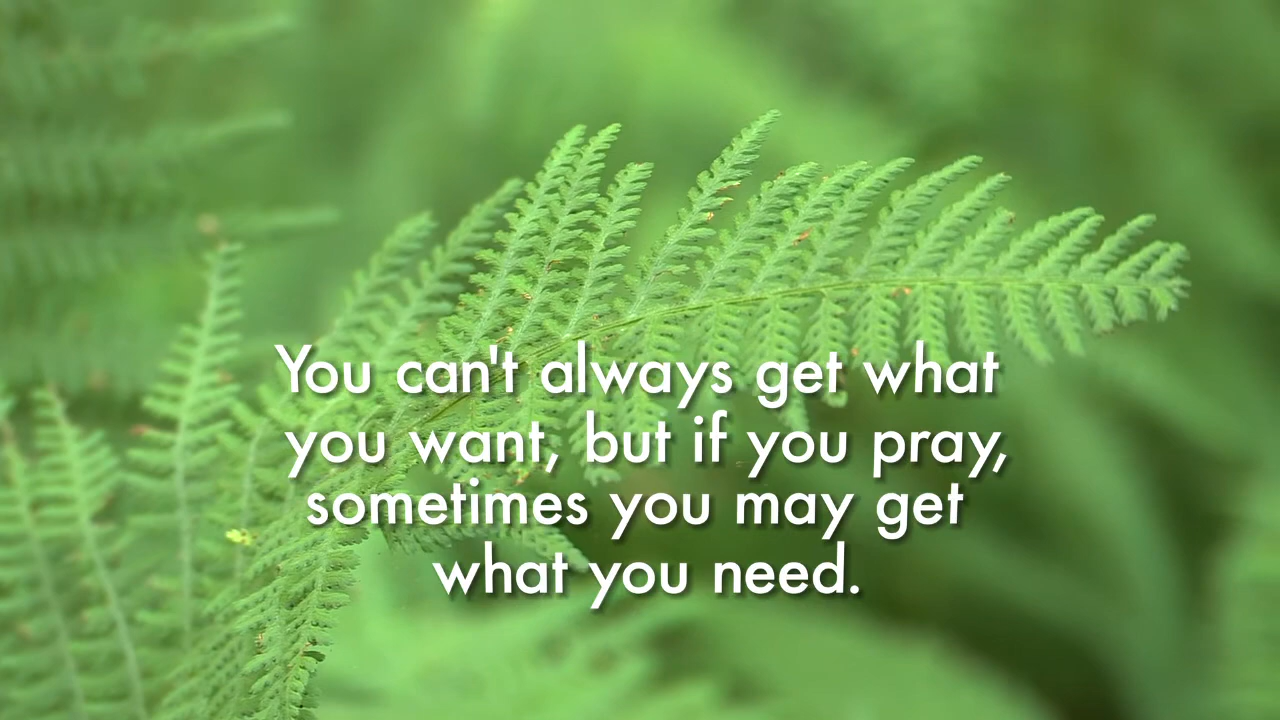 You can't always get what
you want, but if you pray,
sometimes you may get
what you need.